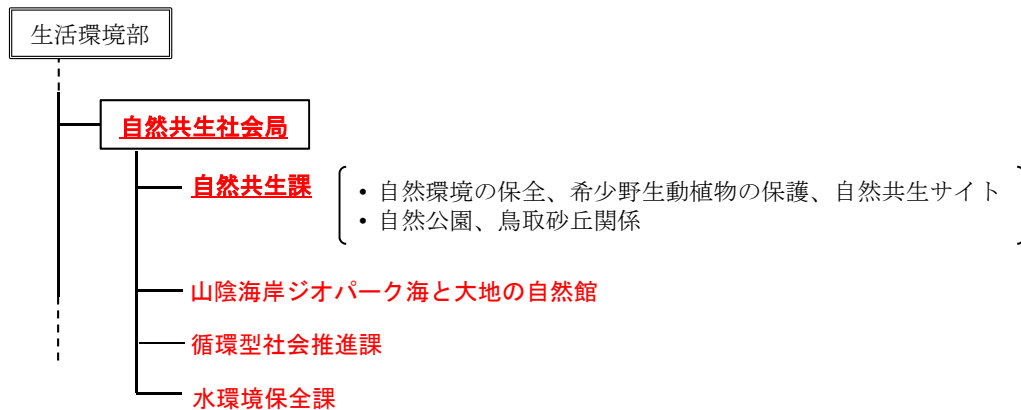 生活環境部
自然共生社会局
自然共生課
・自然環境の保全、希少野生動植物の保護、自然共生サイト
・自然公園、鳥取砂丘関係
山陰海岸ジオパーク海と大地の自然館
循環型社会推進課
水環境保全課